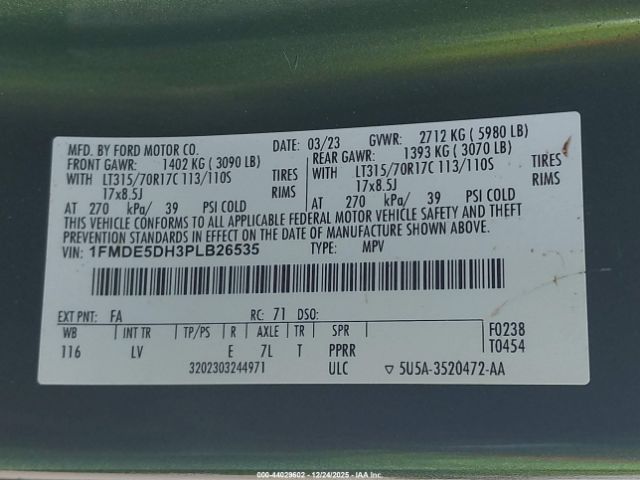 MFD. BY FORD MOTOR CO. DATE: 03/23 GVWR: 2712 KG ( 5980 LB)
FRONT GAWR: 1402 KG ( 3090 LB) REAR GAWR: 1393 KG ( 3070 LB)
WITH LT315/70R17C 113/110S TIRES WITH LT315/70R17C 113/110S TIRES
17x8.5J RIMS 17x8.5J RIMS
AT 270 kPa/ 39 PSI COLD AT 270 kPa/ 39 PSI COLD
THIS VEHICLE CONFORMS TO ALL APPLICABLE FEDERAL MOTOR VEHICLE SAFETY AND THEFT
PREVENTION STANDARDS IN EFFECT ON THE DATE OF MANUFACTURE SHOWN ABOVE.
VIN: 1FMDE5DH3PLB26535 TYPE: MPV
EXT PNT: FA RC: 71 DSO:
WB INT TR TP/PS R AXLE TR SPR F0238
116 LV E 7L T PPRR T0454
3202303244971 ULC ▽ 5U5A-3520472-AA
© IAA 44029602 - 12/24/2025 - IAA, Inc.